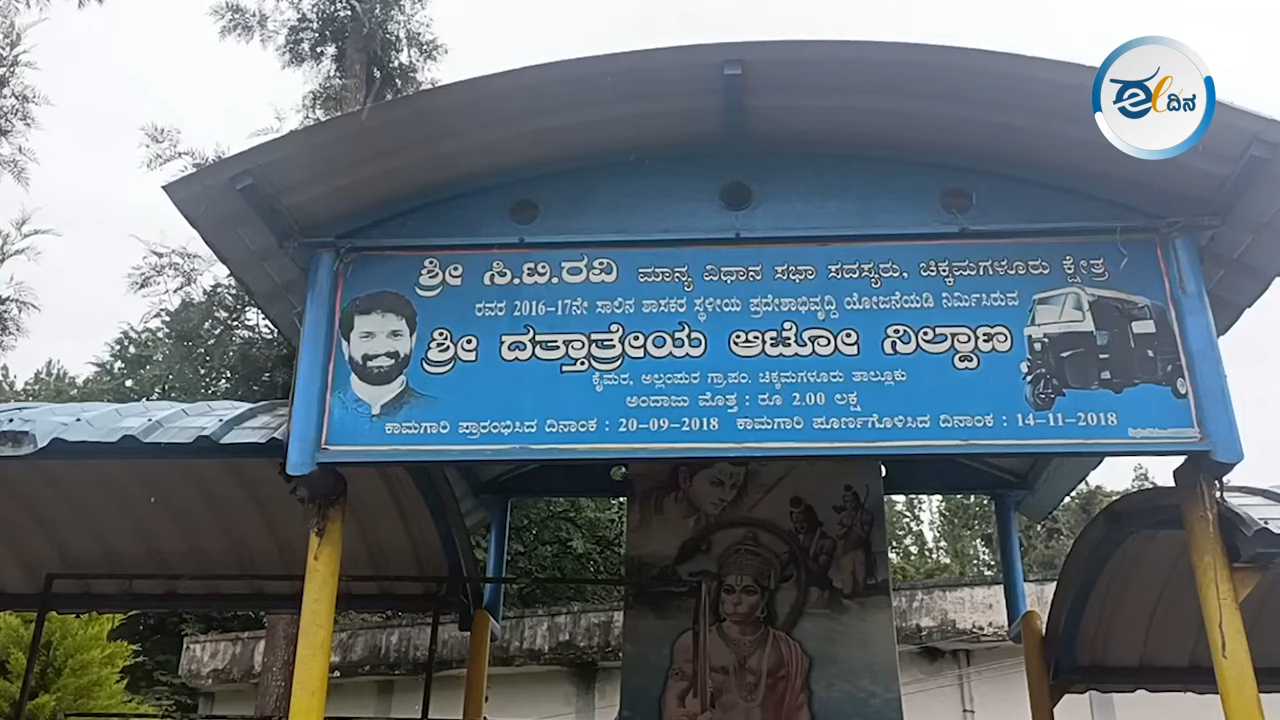 ಈದಿನ
ಶ್ರೀ ಸಿ.ಟಿ.ರವಿ ಮಾನ್ಯ ವಿಧಾನ ಸಭಾ ಸದಸ್ಯರು, ಚಿಕ್ಕಮಗಳೂರು ಕ್ಷೇತ್ರ
ರವರ 2016-17ನೇ ಸಾಲಿನ ಶಾಸಕರ ಸ್ಥಳೀಯ ಪ್ರದೇಶಾಭಿವೃದ್ದಿ ಯೋಜನೆಯಡಿ ನಿರ್ಮಿಸಿರುವ
ಶ್ರೀ ದತ್ತಾತ್ರೇಯ ಆಟೋ ನಿಲ್ದಾಣ
ಕೈಮರ, ಅಲ್ಲಂಪುರ ಗ್ರಾ.ಪಂ. ಚಿಕ್ಕಮಗಳೂರು ತಾಲ್ಲೂಕು
ಅಂದಾಜು ಮೊತ್ತ : ರೂ 2.00 ಲಕ್ಷ
ಕಾಮಗಾರಿ ಪ್ರಾರಂಭಿಸಿದ ದಿನಾಂಕ : 20-09-2018 ಕಾಮಗಾರಿ ಪೂರ್ಣಗೊಳಿಸಿದ ದಿನಾಂಕ : 14-11-2018